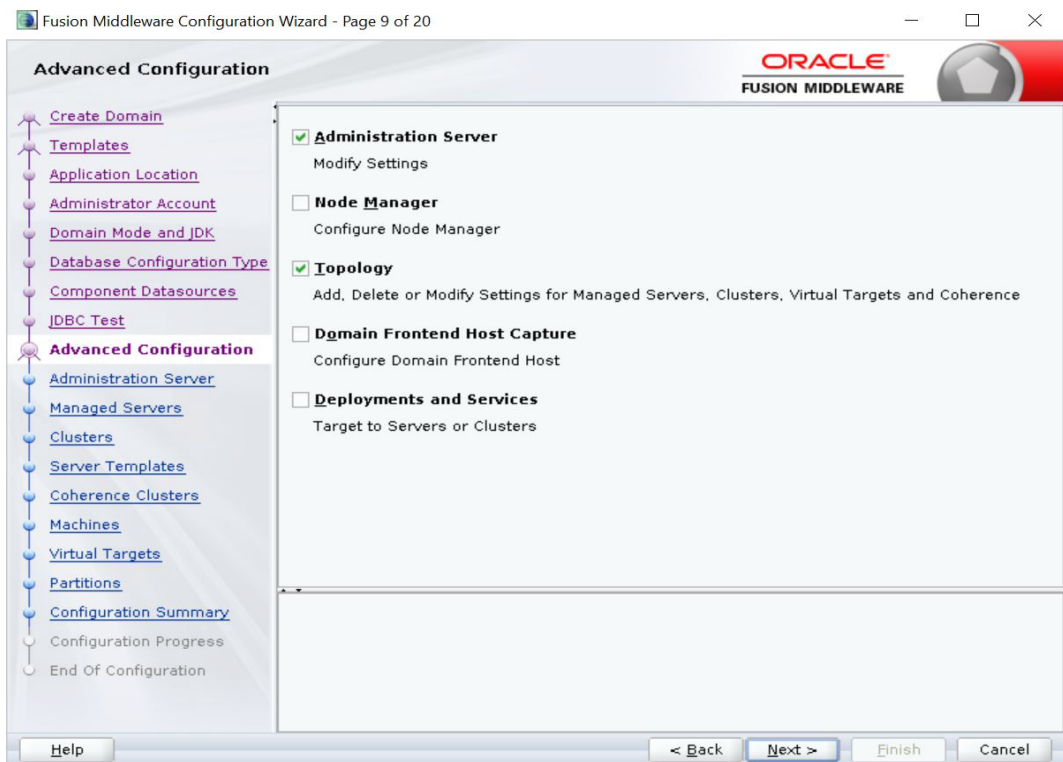 Fusion Middleware Configuration Wizard - Page 9 of 20
Advanced Configuration
ORACLE
FUSION MIDDLEWARE
Create Domain
Templates
Application Location
Administrator Account
Domain Mode and JDK
Database Configuration Type
Component Datasources
JDBC Test
Advanced Configuration
Administration Server
Managed Servers
Clusters
Server Templates
Coherence Clusters
Machines
Virtual Targets
Partitions
Configuration Summary
Configuration Progress
End Of Configuration
Administration Server
Modify Settings
Node Manager
Configure Node Manager
Topology
Add, Delete or Modify Settings for Managed Servers, Clusters, Virtual Targets and Coherence
Domain Frontend Host Capture
Configure Domain Frontend Host
Deployments and Services
Target to Servers or Clusters
Help
< Back
Next >
Finish
Cancel